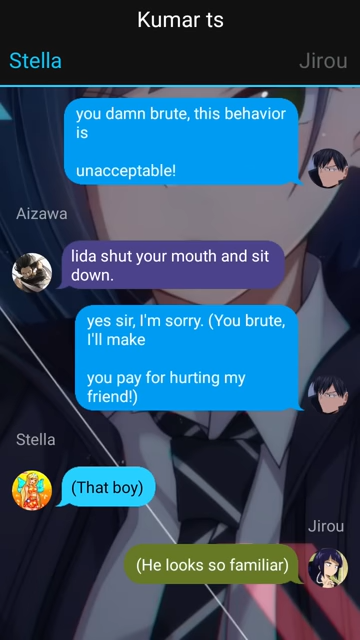 Kumar ts
Stella
Jirou
you damn brute, this behavior
is
unacceptable!
Aizawa
Iida shut your mouth and sit
down.
yes sir, I'm sorry. (You brute,
I'll make
you pay for hurting my
friend!)
Stella
(That boy)
Jirou
(He looks so familiar)